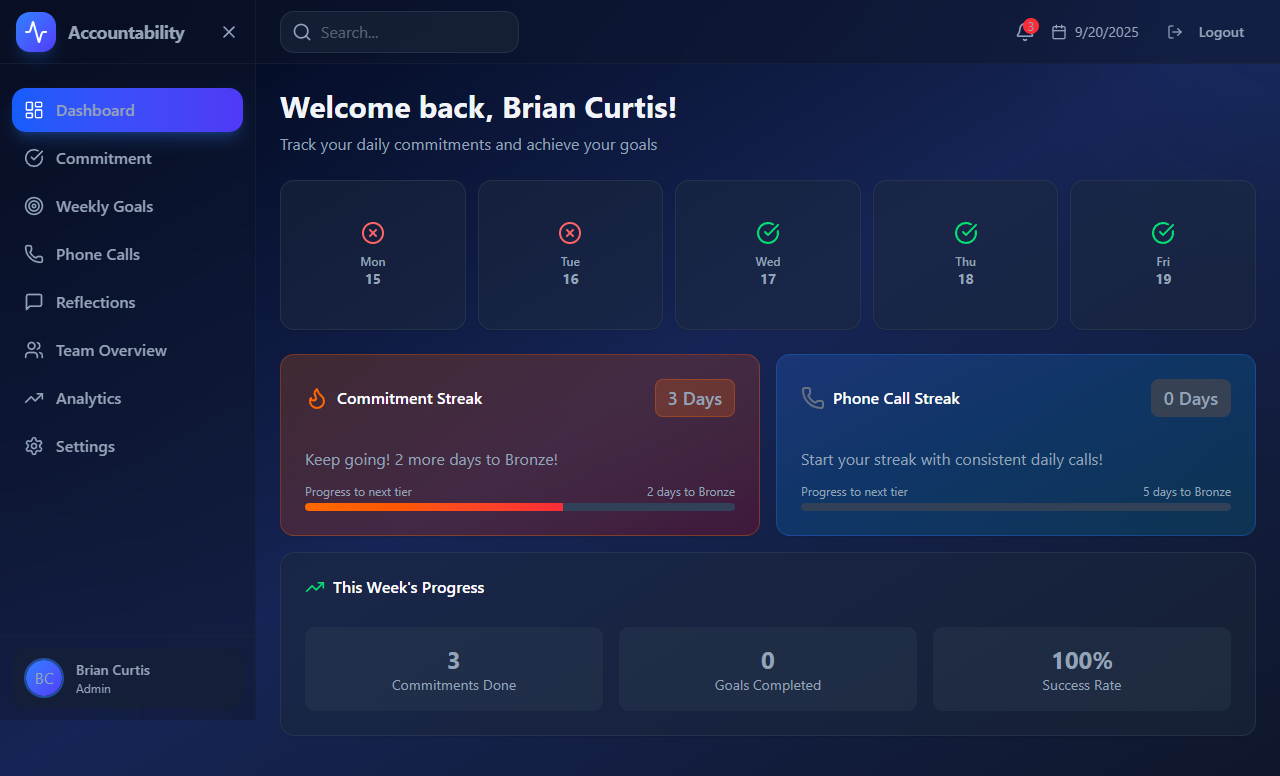 Accountability
Search...
3
9/20/2025
Logout
Dashboard
Commitment
Weekly Goals
Phone Calls
Reflections
Team Overview
Analytics
Settings
BC
Brian Curtis
Admin
Welcome back, Brian Curtis!
Track your daily commitments and achieve your goals
Mon
15
Tue
16
Wed
17
Thu
18
Fri
19
Commitment Streak
3 Days
Keep going! 2 more days to Bronze!
Progress to next tier
2 days to Bronze
Phone Call Streak
0 Days
Start your streak with consistent daily calls!
Progress to next tier
5 days to Bronze
This Week's Progress
3
Commitments Done
0
Goals Completed
100%
Success Rate